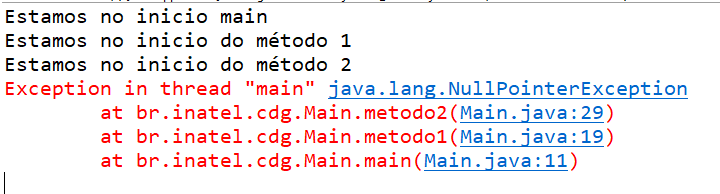 Estamos no inicio main
Estamos no inicio do método 1
Estamos no inicio do método 2
Exception in thread "main" java.lang.NullPointerException
at br.inatel.cdg.Main.metodo2(Main.java:29)
at br.inatel.cdg.Main.metodo1(Main.java:19)
at br.inatel.cdg.Main.main(Main.java:11)